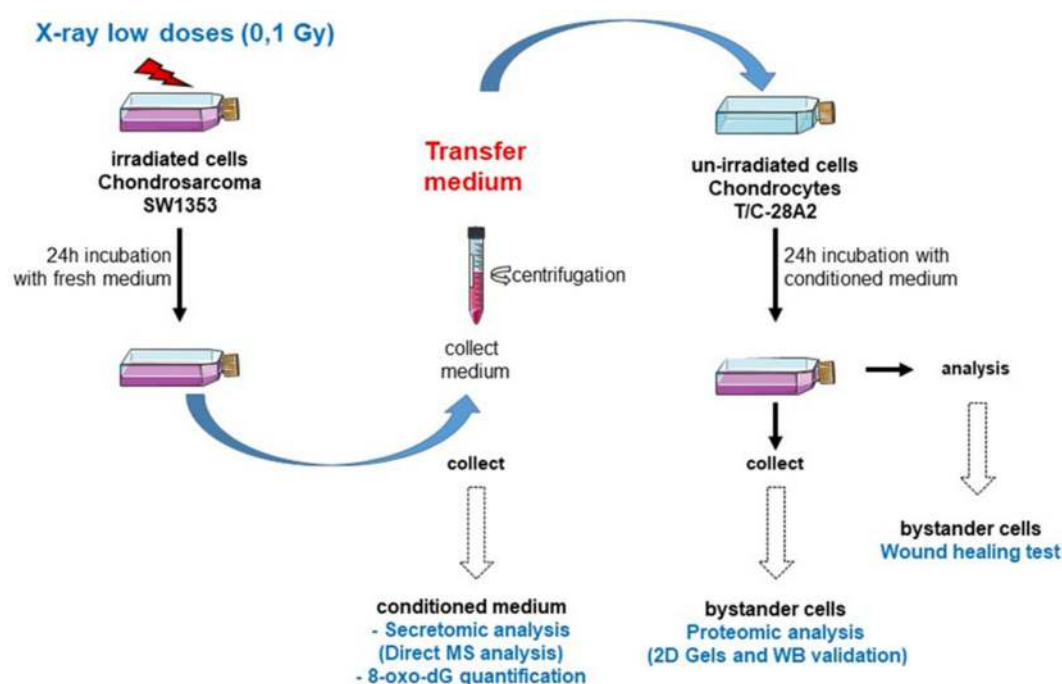 X-ray low doses (0,1 Gy)
irradiated cells
Chondrosarcoma
SW1353
24h incubation
with fresh medium
Transfer
medium
centrifugation
collect
medium
collect
conditioned medium
- Secretomic analysis
(Direct MS analysis)
- 8-oxo-dG quantification
un-irradiated cells
Chondrocytes
T/C-28A2
24h incubation with
conditioned medium
analysis
collect
bystander cells
Wound healing test
bystander cells
Proteomic analysis
(2D Gels and WB validation)